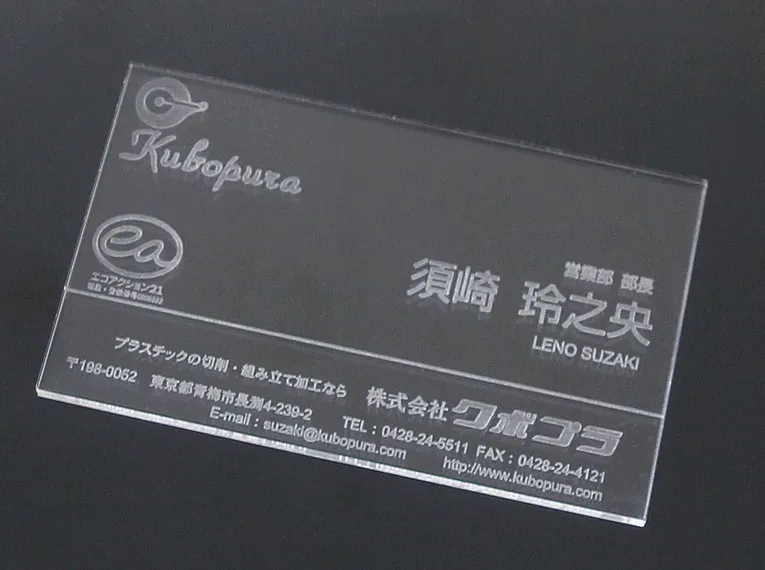 Kubopura
ea
エコアクション21
営業部 部長
須崎 玲之央
LENO SUZAKI
プラスチックの切削・組み立て加工なら 株式会社クボプラ
〒198-0052 東京都青梅市長渕4-239-2
TEL：0428-24-5511 FAX：0428-24-4121
E-mail：suzaki@kubopura.com http://www.kubopura.com